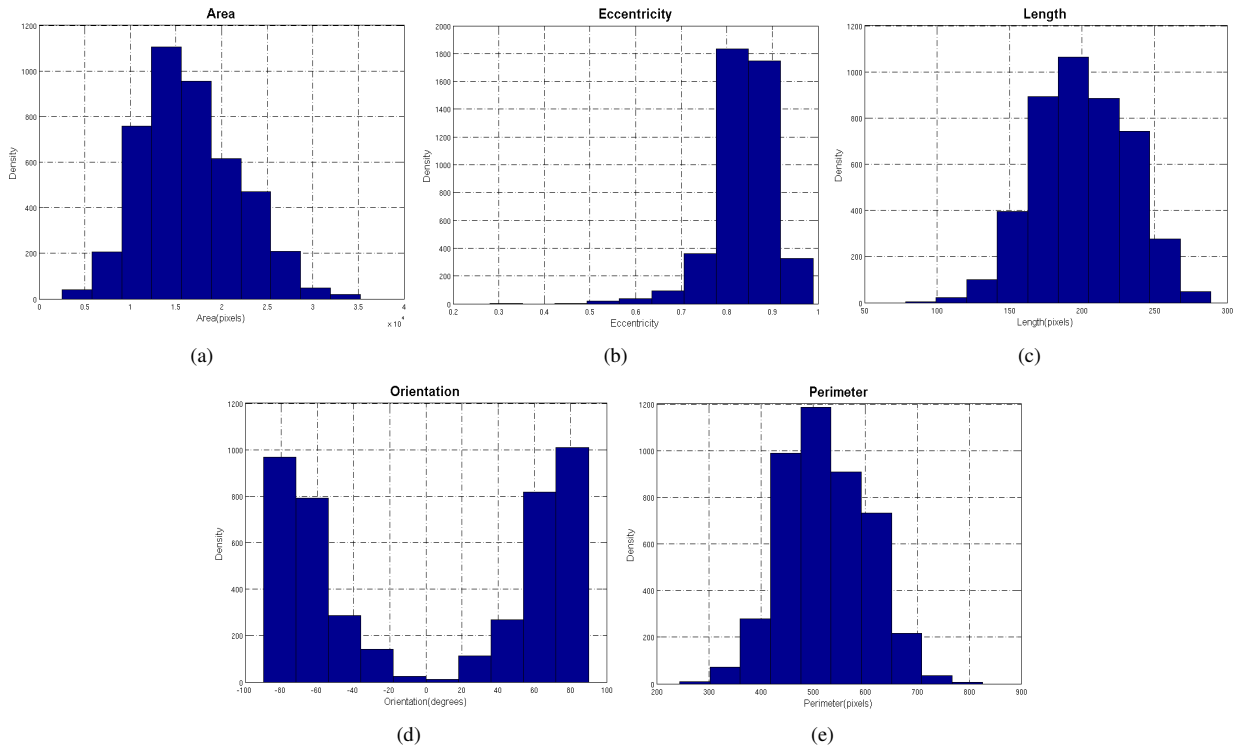 Area
1200
1000
800
600
400
200
0
Density
0 0.5 1 1.5 2 2.5 3 3.5 4
Area(pixels)
× 10⁴
(a)
Eccentricity
2000
1800
1600
1400
1200
1000
800
600
400
200
0
Density
0.2 0.3 0.4 0.5 0.6 0.7 0.8 0.9 1
Eccentricity
(b)
Length
1200
1000
800
600
400
200
0
Density
50 100 150 200 250 300
Length(pixels)
(c)
Orientation
1200
1000
800
600
400
200
0
Density
-100 -80 -60 -40 -20 0 20 40 60 80 100
Orientation(degrees)
(d)
Perimeter
1200
1000
800
600
400
200
0
Density
200 300 400 500 600 700 800 900
Perimeter(pixels)
(e)